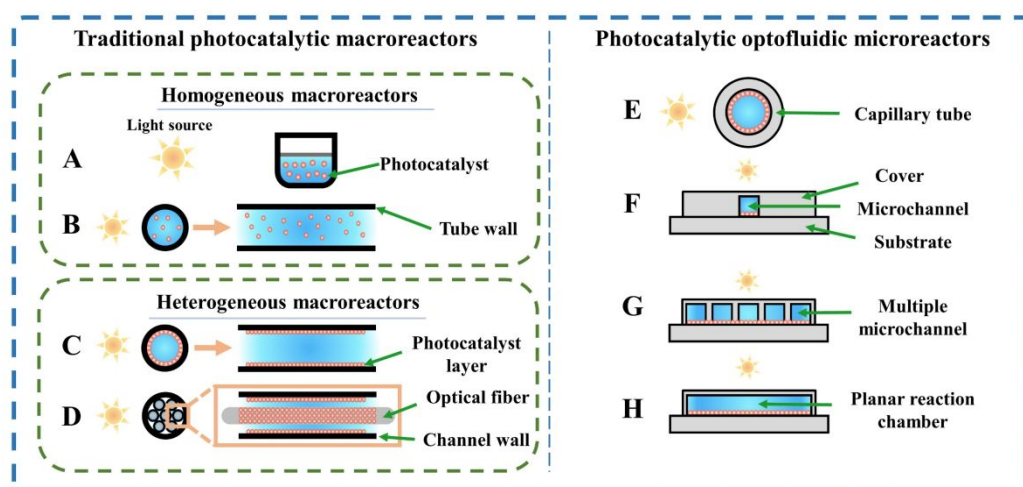 Traditional photocatalytic macroreactors
Homogeneous macroreactors
Light source
A
Photocatalyst
B
Tube wall
Heterogeneous macroreactors
C
Photocatalyst
layer
D
Optical fiber
Channel wall
Photocatalytic optofluidic microreactors
E
Capillary tube
F
Cover
Microchannel
Substrate
G
Multiple
microchannel
H
Planar reaction
chamber